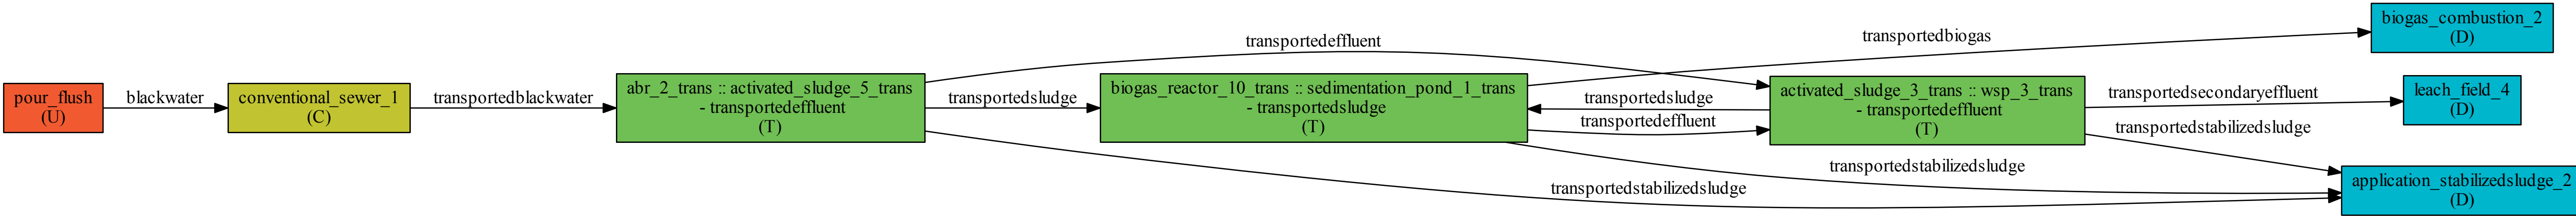 pour_flush
(U)
blackwater
conventional_sewer_1
(C)
transportedblackwater
abr_2_trans :: activated_sludge_5_trans
- transportedeffluent
(T)
transportedeffluent
transportedsludge
transportedstabilizedsludge
biogas_reactor_10_trans :: sedimentation_pond_1_trans
- transportedsludge
(T)
transportedbiogas
transportedsludge
transportedeffluent
transportedstabilizedsludge
activated_sludge_3_trans :: wsp_3_trans
- transportedeffluent
(T)
transportedsecondaryeffluent
transportedstabilizedsludge
biogas_combustion_2
(D)
leach_field_4
(D)
application_stabilizedsludge_2
(D)